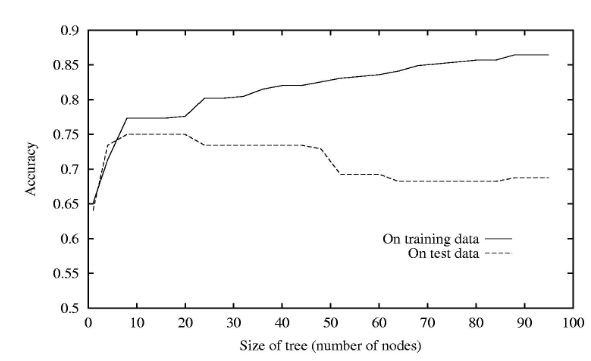 0.9
0.85
0.8
0.75
0.7
0.65
0.6
0.55
0.5
Accuracy
On training data
On test data
0 10 20 30 40 50 60 70 80 90 100
Size of tree (number of nodes)